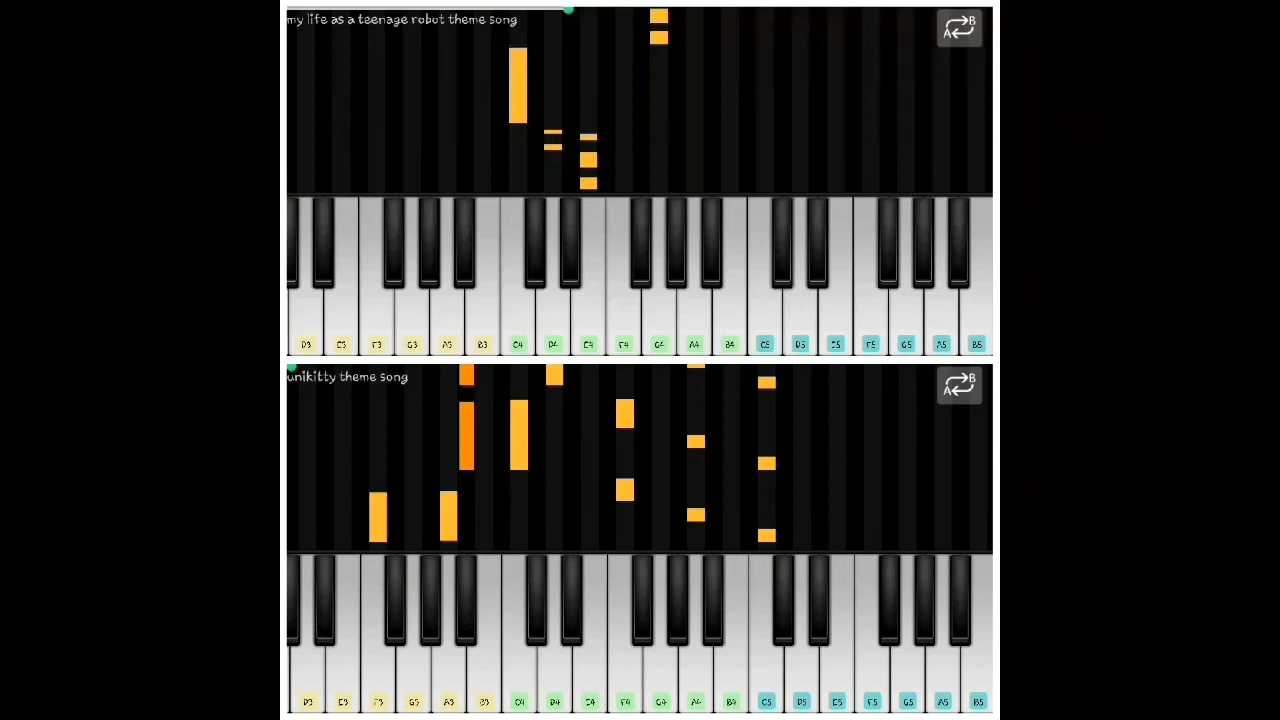 my life as a teenage robot theme song
A B
D3 E3 F3 G3 A3 B3 C4 D4 E4 F4 G4 A4 B4 C5 D5 E5 F5 G5 A5 B5
unikitty theme song
A B
D3 E3 F3 G3 A3 B3 C4 D4 E4 F4 G4 A4 B4 C5 D5 E5 F5 G5 A5 B5